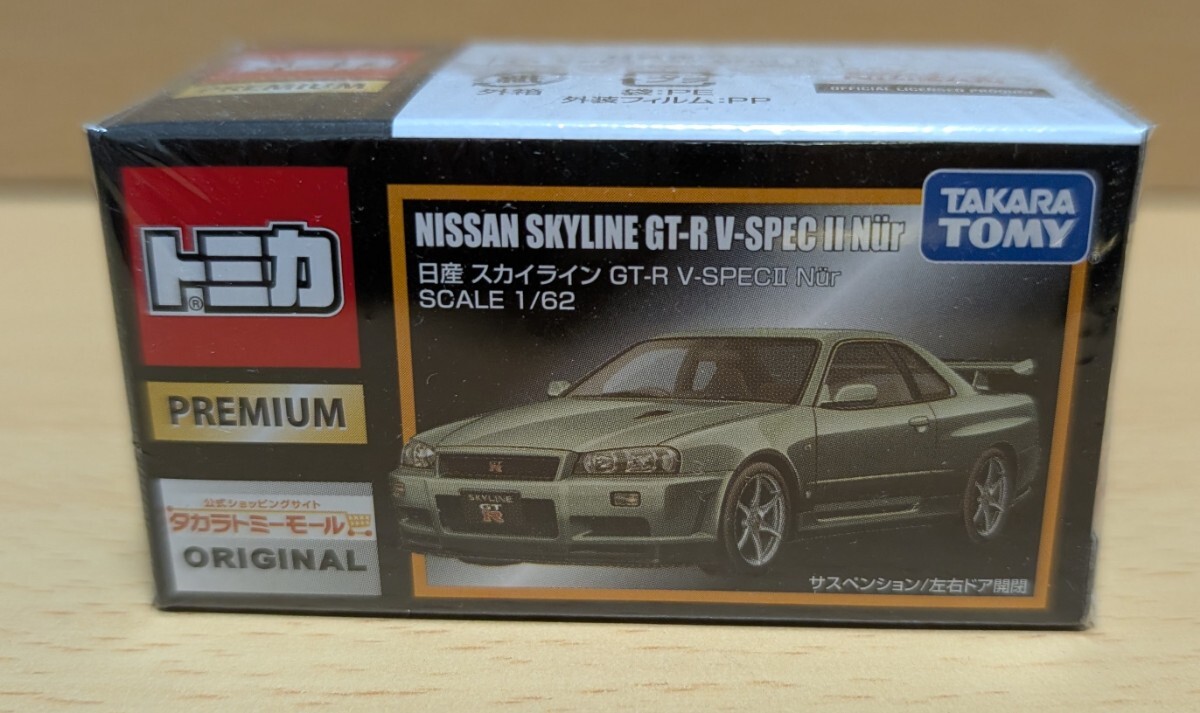 PREMIUM
外箱 袋:PE
外装フィルム:PP
OFFICIAL LICENSED PRODUCT
トミカ®
PREMIUM
公式ショッピングサイト
タカラトミーモール
ORIGINAL
NISSAN SKYLINE GT-R V-SPEC II Nür
日産 スカイライン GT-R V-SPECⅡ Nür
SCALE 1/62
TAKARA
TOMY
SKYLINE
GT
R
サスペンション/左右ドア開閉